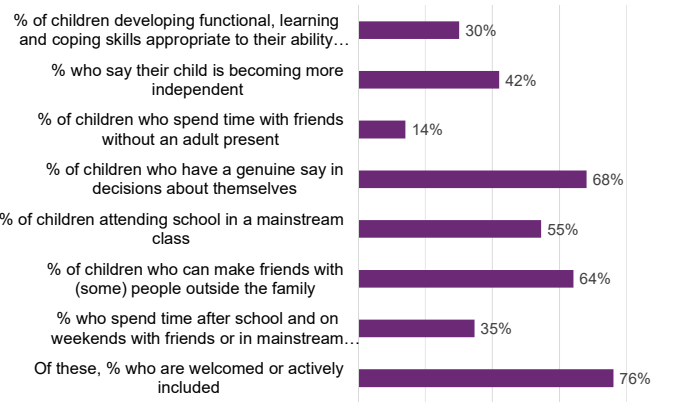 % of children developing functional, learning
and coping skills appropriate to their ability…
30%
% who say their child is becoming more
independent
42%
% of children who spend time with friends
without an adult present
14%
% of children who have a genuine say in
decisions about themselves
68%
% of children attending school in a mainstream
class
55%
% of children who can make friends with
(some) people outside the family
64%
% who spend time after school and on
weekends with friends or in mainstream…
35%
Of these, % who are welcomed or actively
included
76%